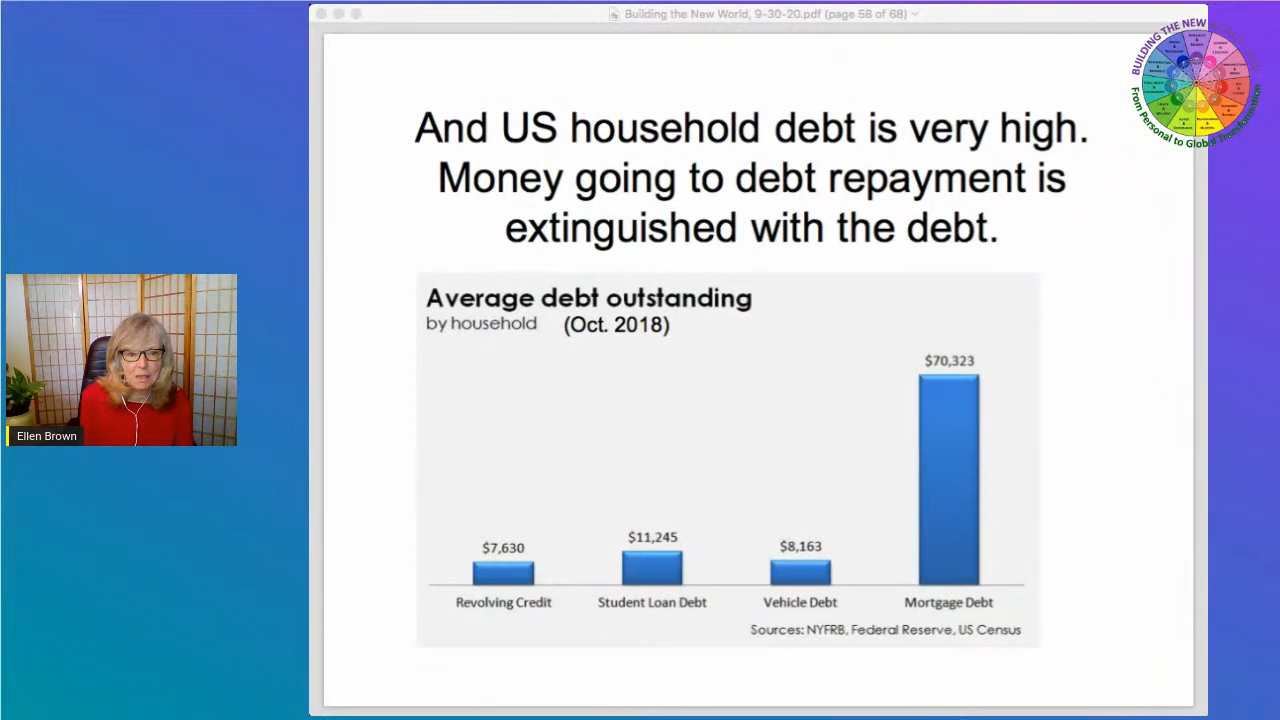 Building the New World, 9-30-20.pdf (page 58 of 68)
BUILDING THE NEW
From Personal to Global Transformation
And US household debt is very high.
Money going to debt repayment is
extinguished with the debt.
Average debt outstanding
by household (Oct. 2018)
$70,323
$11,245
$7,630
$8,163
Revolving Credit Student Loan Debt Vehicle Debt Mortgage Debt
Sources: NYFRB, Federal Reserve, US Census
Ellen Brown